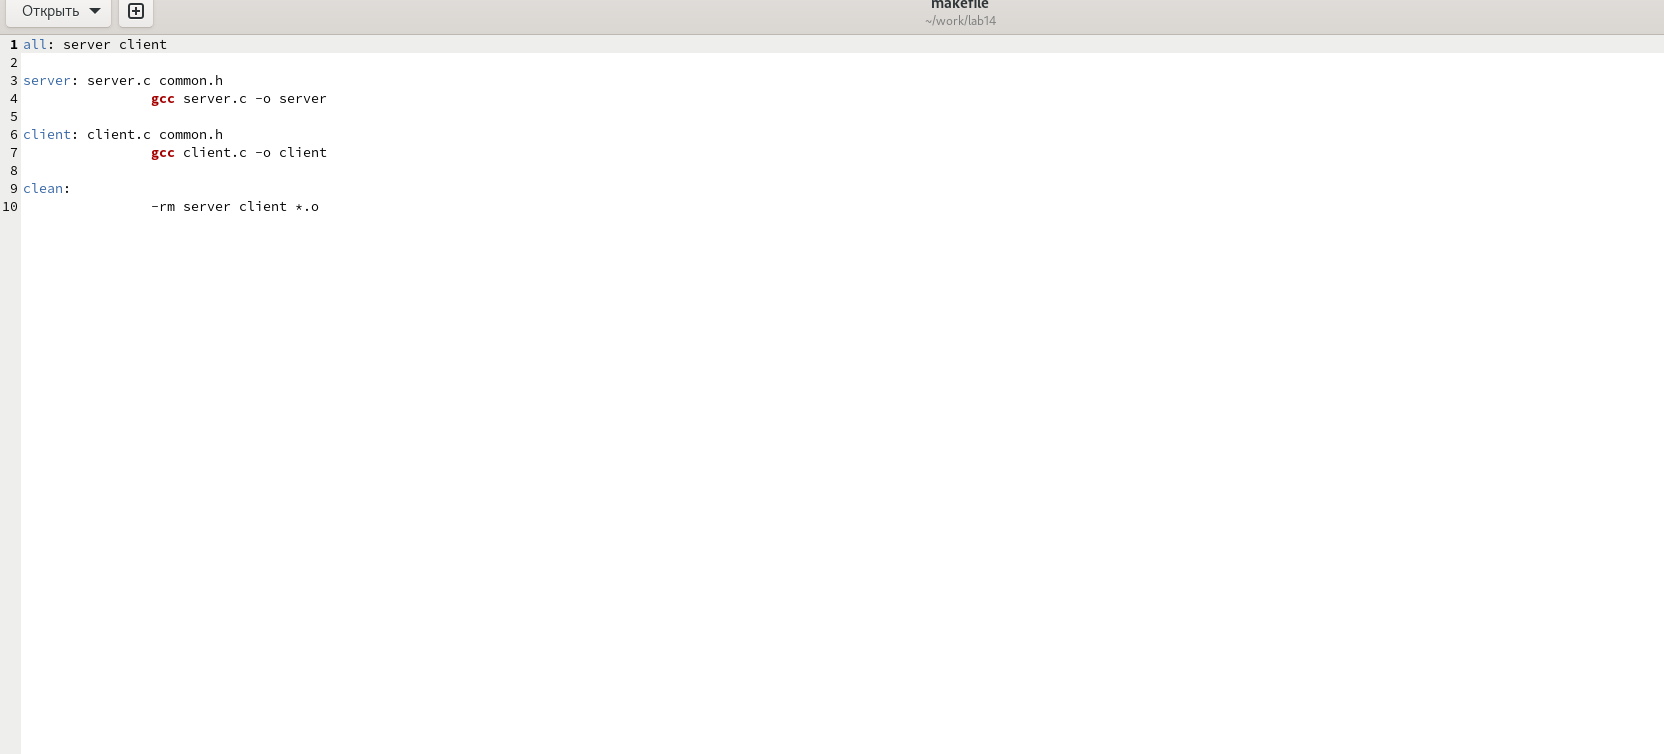 Открыть
makefile
~/work/lab14
1 all: server client
2
3 server: server.c common.h
4 gcc server.c -o server
5
6 client: client.c common.h
7 gcc client.c -o client
8
9 clean:
10 -rm server client *.o